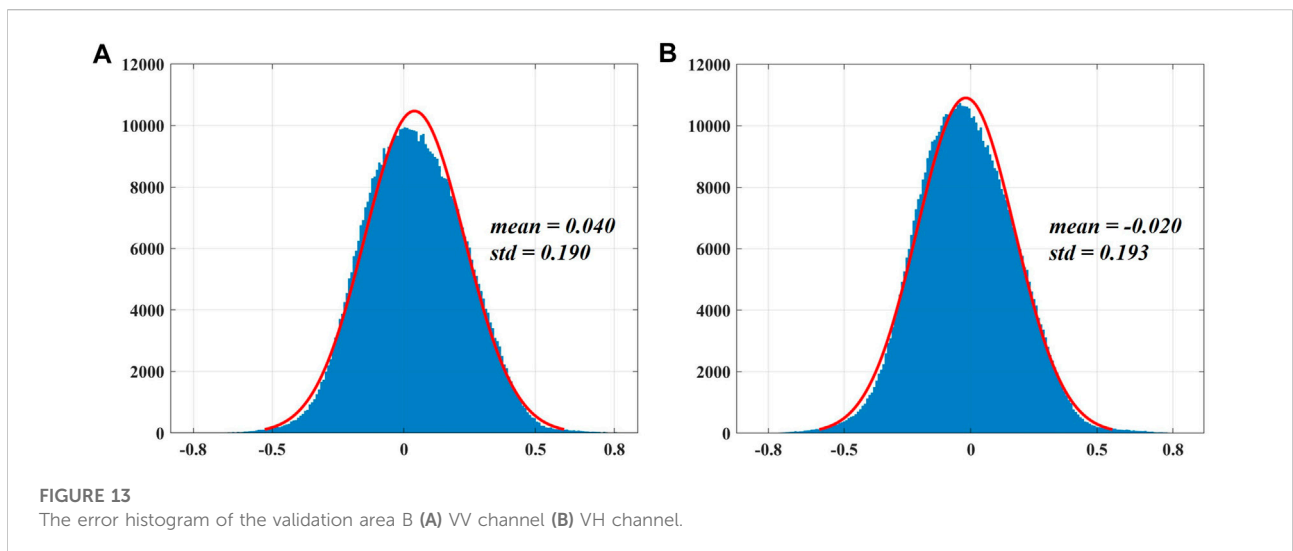 A
12000
10000
8000
6000
4000
2000
0
-0.8 -0.5 0 0.5 0.8
mean = 0.040
std = 0.190
B
12000
10000
8000
6000
4000
2000
0
-0.8 -0.5 0 0.5 0.8
mean = -0.020
std = 0.193
FIGURE 13
The error histogram of the validation area B (A) VV channel (B) VH channel.